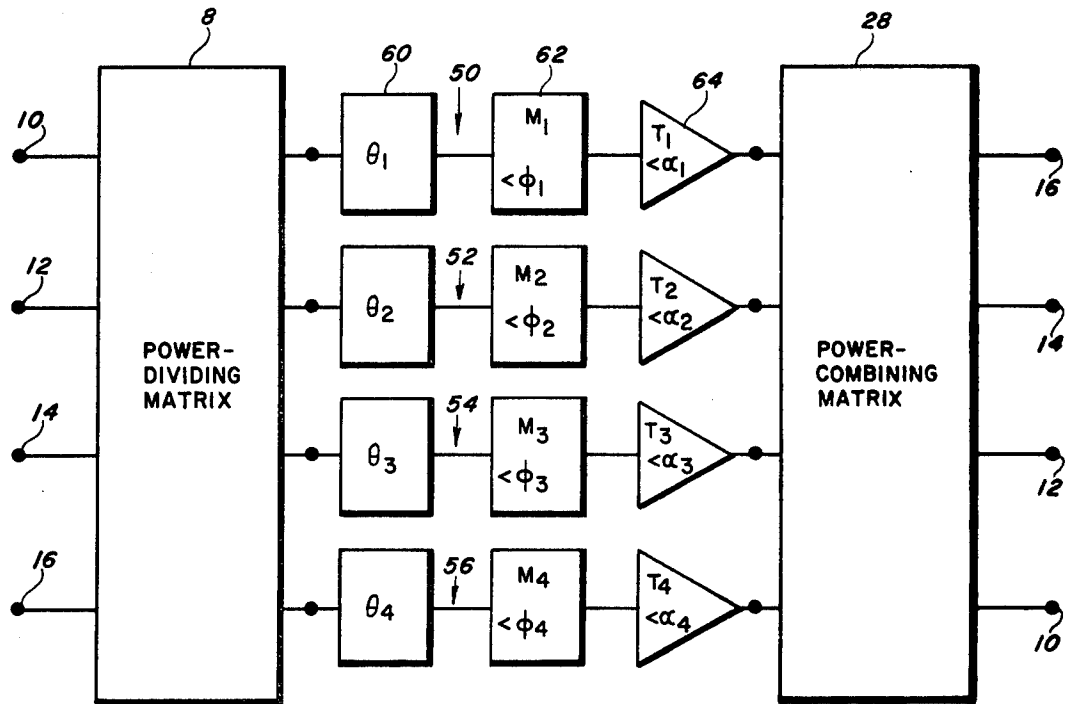 8
60
50
62
64
28
10
θ1
M1
<φ1
T1
<α1
16
12
θ2
52
M2
<φ2
T2
<α2
14
POWER-
DIVIDING
MATRIX
POWER-
COMBINING
MATRIX
14
θ3
54
M3
<φ3
T3
<α3
12
16
θ4
56
M4
<φ4
T4
<α4
10